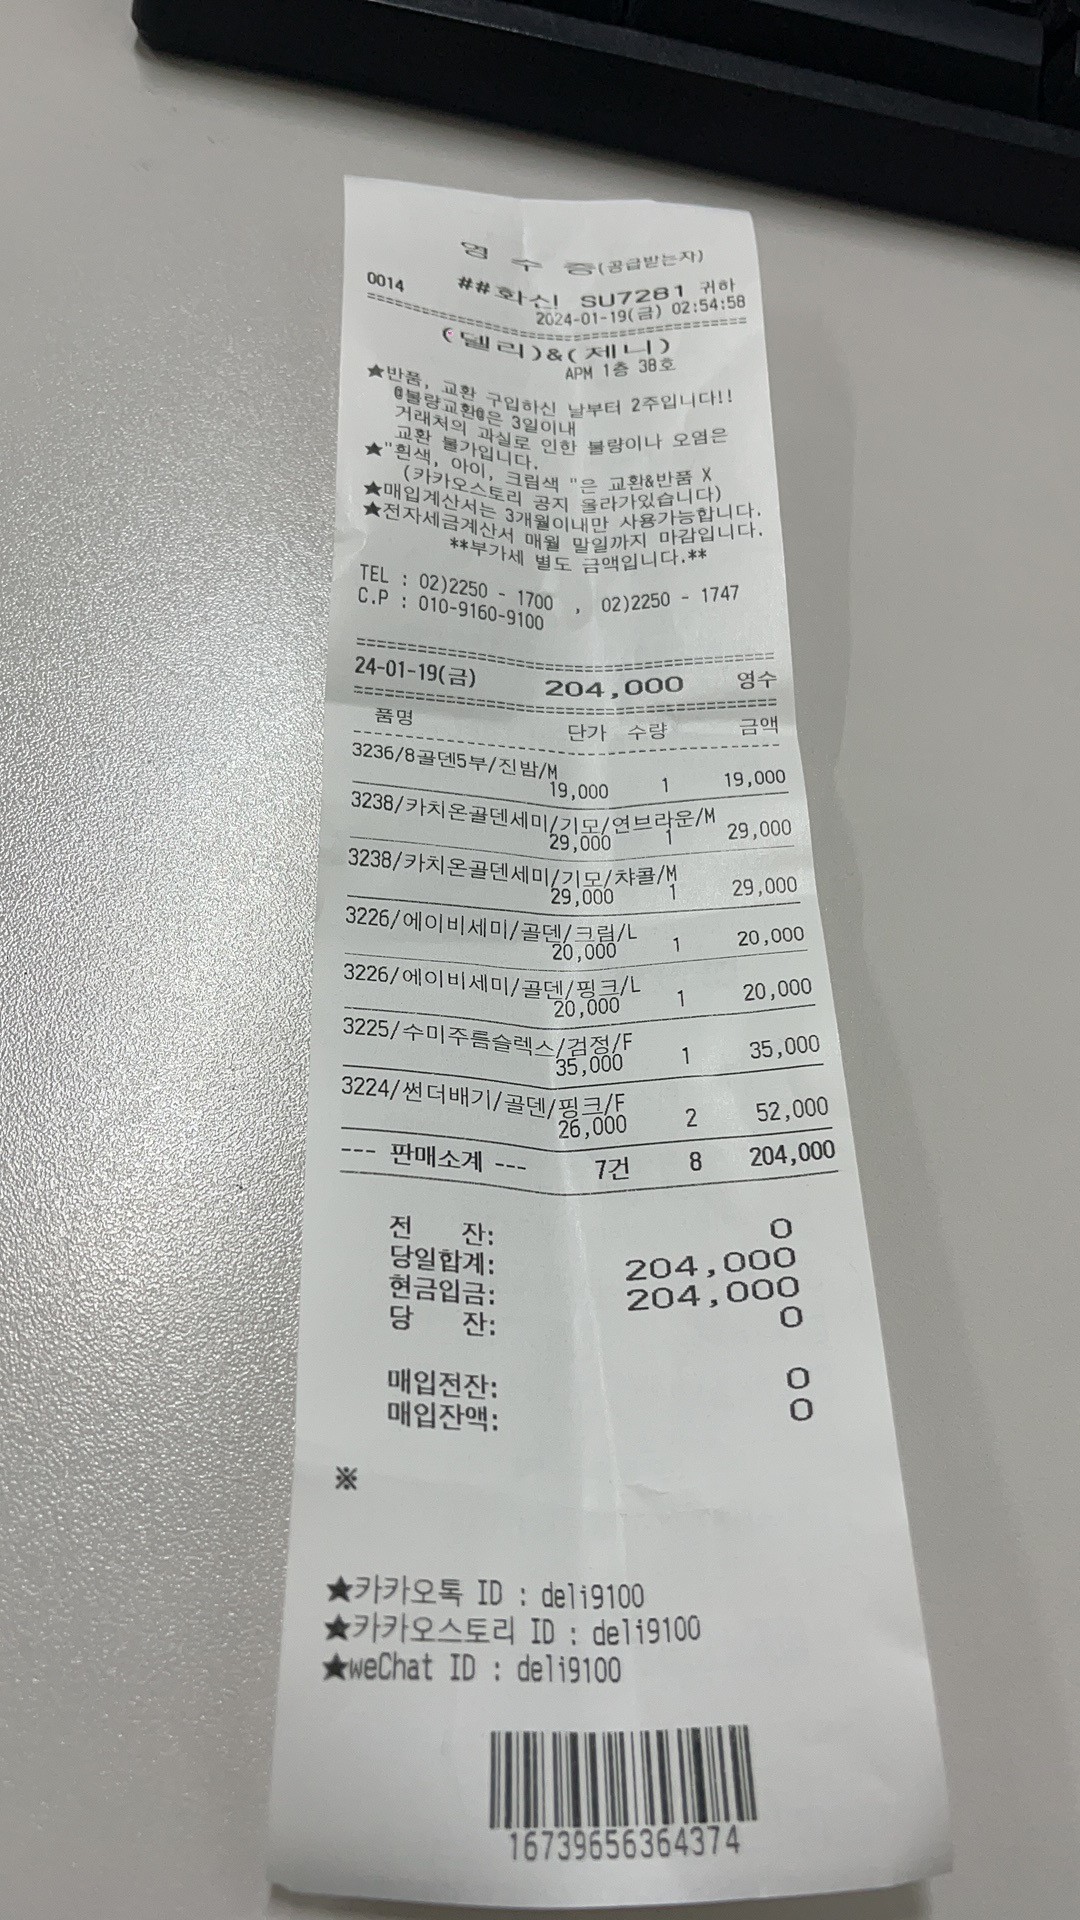 영 수 증(공급받는자)
0014 ##화신! SU7281 귀하
2024-01-19(금) 02:54:58
================================================
(델리)&(제니)
APM 1층 38호
★반품, 교환 구입하신 날부터 2주입니다!!
@불량교환@은 3일이내
거래처의 과실로 인한 불량이나 오염은
교환 불가입니다.
★"흰색, 아이, 크림색 "은 교환&반품 X
(카카오스토리 공지 올라가있습니다)
★매입계산서는 3개월이내만 사용가능합니다.
★전자세금계산서 매월 말일까지 마감입니다.
**부가세 별도 금액입니다.**
TEL : 02)2250 - 1700 , 02)2250 - 1747
C.P : 010-9160-9100
================================================
24-01-19(금) 204,000 영수
================================================
품명 단가 수량 금액
------------------------------------------------
3236/8골덴5부/진밤/M
19,000 1 19,000
3238/카치온골덴세미/기모/연브라운/M
29,000 1 29,000
3238/카치온골덴세미/기모/챠콜/M
29,000 1 29,000
3226/에이비세미/골덴/크림/L
20,000 1 20,000
3226/에이비세미/골덴/핑크/L
20,000 1 20,000
3225/수미주름슬렉스/검정/F
35,000 1 35,000
3224/썬더배기/골덴/핑크/F
26,000 2 52,000
--- 판매소계 --- 7건 8 204,000
전 잔: 0
당일합계: 204,000
현금입금: 204,000
당 잔: 0
매입전잔: 0
매입잔액: 0
※
★카카오톡 ID : deli9100
★카카오스토리 ID : deli9100
★weChat ID : deli9100
16739656364374